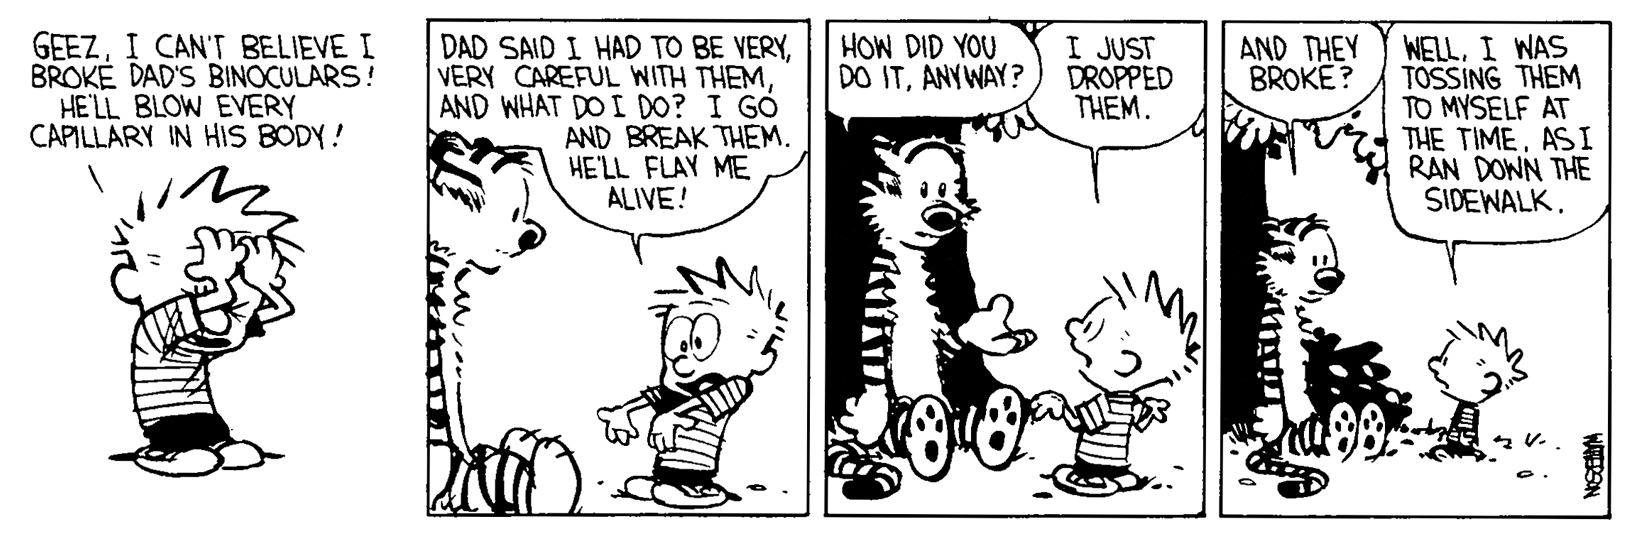 GEEZ, I CAN'T BELIEVE I
BROKE DAD'S BINOCULARS!
HE'LL BLOW EVERY
CAPILLARY IN HIS BODY!
DAD SAID I HAD TO BE VERY,
VERY CAREFUL WITH THEM,
AND WHAT DO I DO? I GO
AND BREAK THEM.
HE'LL FLAY ME
ALIVE!
HOW DID YOU
DO IT, ANYWAY?
I JUST
DROPPED
THEM.
AND THEY
BROKE?
WELL, I WAS
TOSSING THEM
TO MYSELF AT
THE TIME, AS I
RAN DOWN THE
SIDEWALK.
WATTERSON